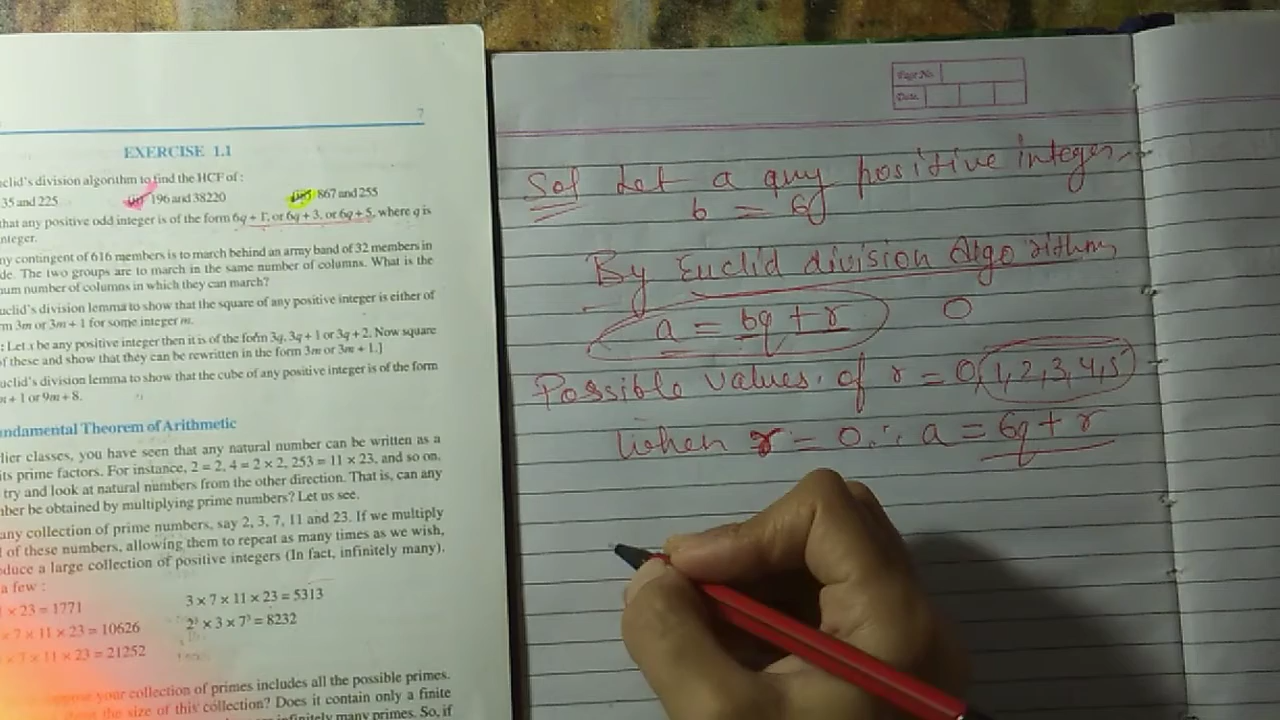 7
EXERCISE 1.1
clid's division algorithm to find the HCF of :
35 and 225
196 and 38220
867 and 255
that any positive odd integer is of the form 6q + 1, or 6q + 3, or 6q + 5, where q is
nteger.
ny contingent of 616 members is to march behind an army band of 32 members in
de. The two groups are to march in the same number of columns. What is the
num number of columns in which they can march?
uclid's division lemma to show that the square of any positive integer is either of
rm 3m or 3m + 1 for some integer m.
: Let x be any positive integer then it is of the form 3q, 3q + 1 or 3q + 2. Now square
of these and show that they can be rewritten in the form 3m or 3m + 1.]
uclid's division lemma to show that the cube of any positive integer is of the form
+ 1 or 9m + 8.
ndamental Theorem of Arithmetic
lier classes, you have seen that any natural number can be written as a
its prime factors. For instance, 2 = 2, 4 = 2 × 2, 253 = 11 × 23, and so on.
try and look at natural numbers from the other direction. That is, can any
ber be obtained by multiplying prime numbers? Let us see.
any collection of prime numbers, say 2, 3, 7, 11 and 23. If we multiply
of these numbers, allowing them to repeat as many times as we wish,
duce a large collection of positive integers (In fact, infinitely many).
a few :
× 23 = 1771
3 × 7 × 11 × 23 = 5313
× 7 × 11 × 23 = 10626
× 3 × 7³ = 8232
× 7 × 11 × 23 = 21252
your collection of primes includes all the possible primes.
the size of this collection? Does it contain only a finite
infinitely many primes. So, if
Page No.
Date
Sol Let a any positive integer
b = 6
By Euclid division Algorithm
a = bq + r 0
Possible values of r = 0, 1, 2, 3, 4, 5
When r = 0 ∴ a = 6q + r